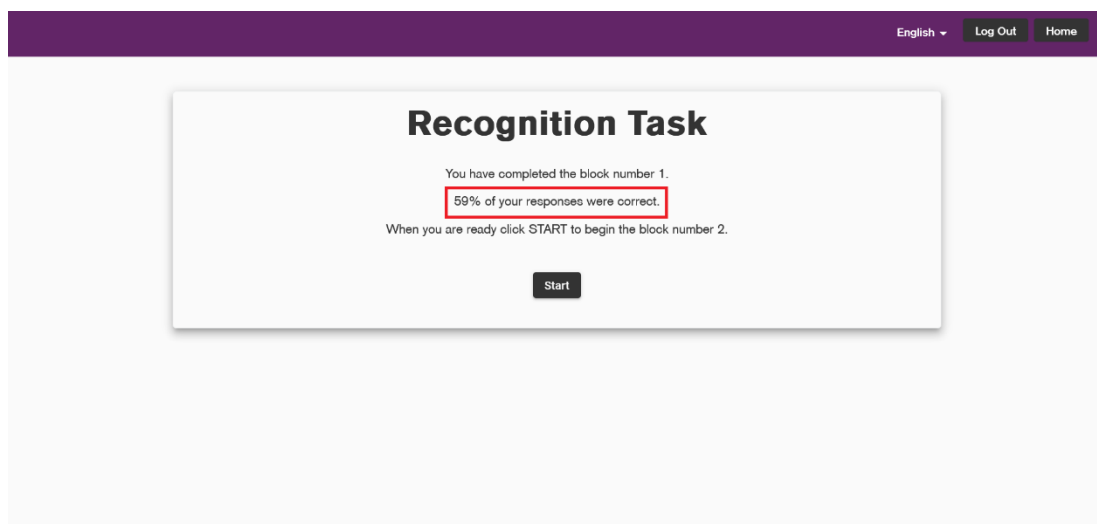 English
Log Out
Home
Recognition Task
You have completed the block number 1.
59% of your responses were correct.
When you are ready click START to begin the block number 2.
Start